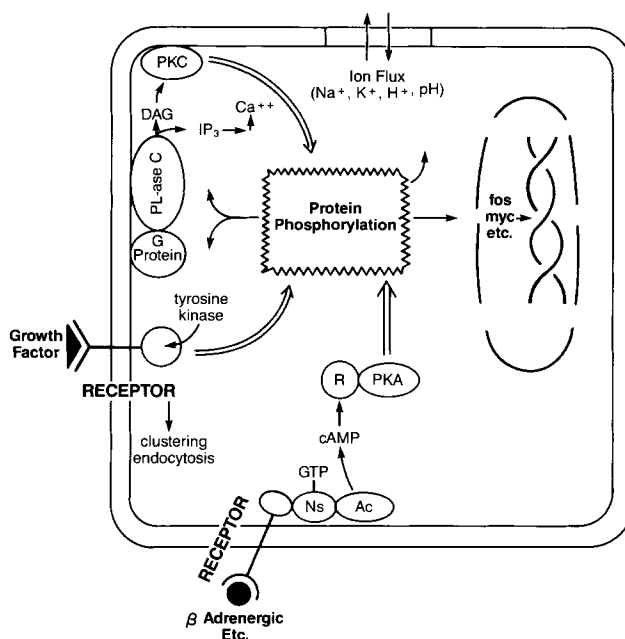 PKC
Ion Flux
(Na+, K+, H+, pH)
DAG
Ca++
IP3
PL-ase C
G
Protein
Protein
Phosphorylation
fos
myc
etc.
tyrosine
kinase
Growth
Factor
RECEPTOR
clustering
endocytosis
R
PKA
cAMP
GTP
Ns
Ac
RECEPTOR
β Adrenergic
Etc.